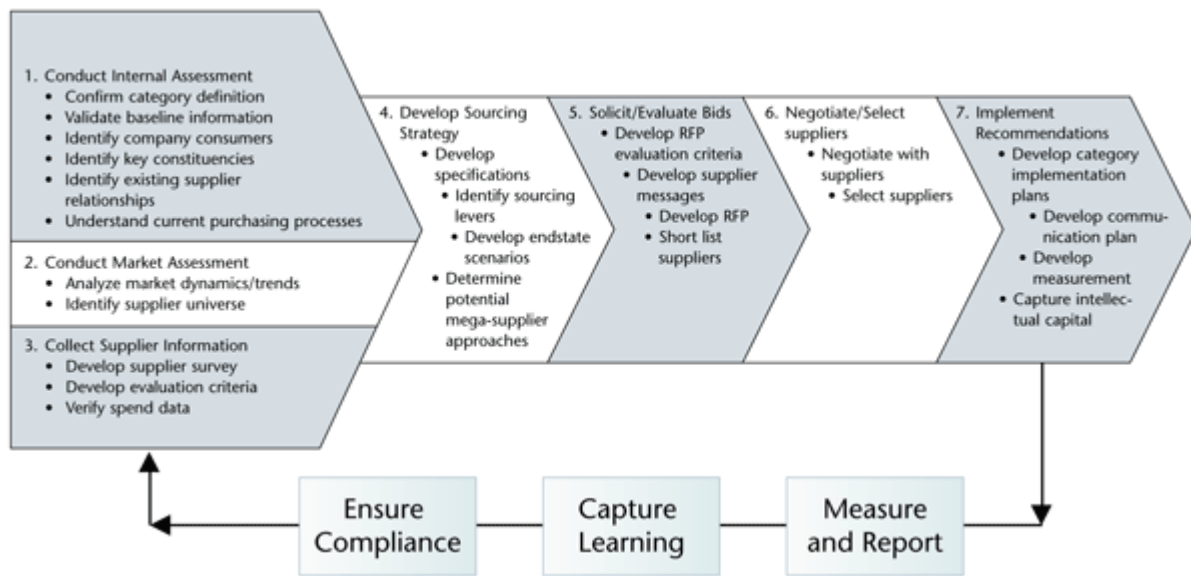 1. Conduct Internal Assessment
• Confirm category definition
• Validate baseline information
• Identify company consumers
• Identify key constituencies
• Identify existing supplier
relationships
• Understand current purchasing processes
2. Conduct Market Assessment
• Analyze market dynamics/trends
• Identify supplier universe
3. Collect Supplier Information
• Develop supplier survey
• Develop evaluation criteria
• Verify spend data
4. Develop Sourcing
Strategy
• Develop
specifications
• Identify sourcing
levers
• Develop endstate
scenarios
• Determine
potential
mega-supplier
approaches
5. Solicit/Evaluate Bids
• Develop RFP
evaluation criteria
• Develop supplier
messages
• Develop RFP
• Short list
suppliers
6. Negotiate/Select
suppliers
• Negotiate with
suppliers
• Select suppliers
7. Implement
Recommendations
• Develop category
implementation
plans
• Develop commu-
nication plan
• Develop
measurement
• Capture intellec-
tual capital
Ensure
Compliance
Capture
Learning
Measure
and Report